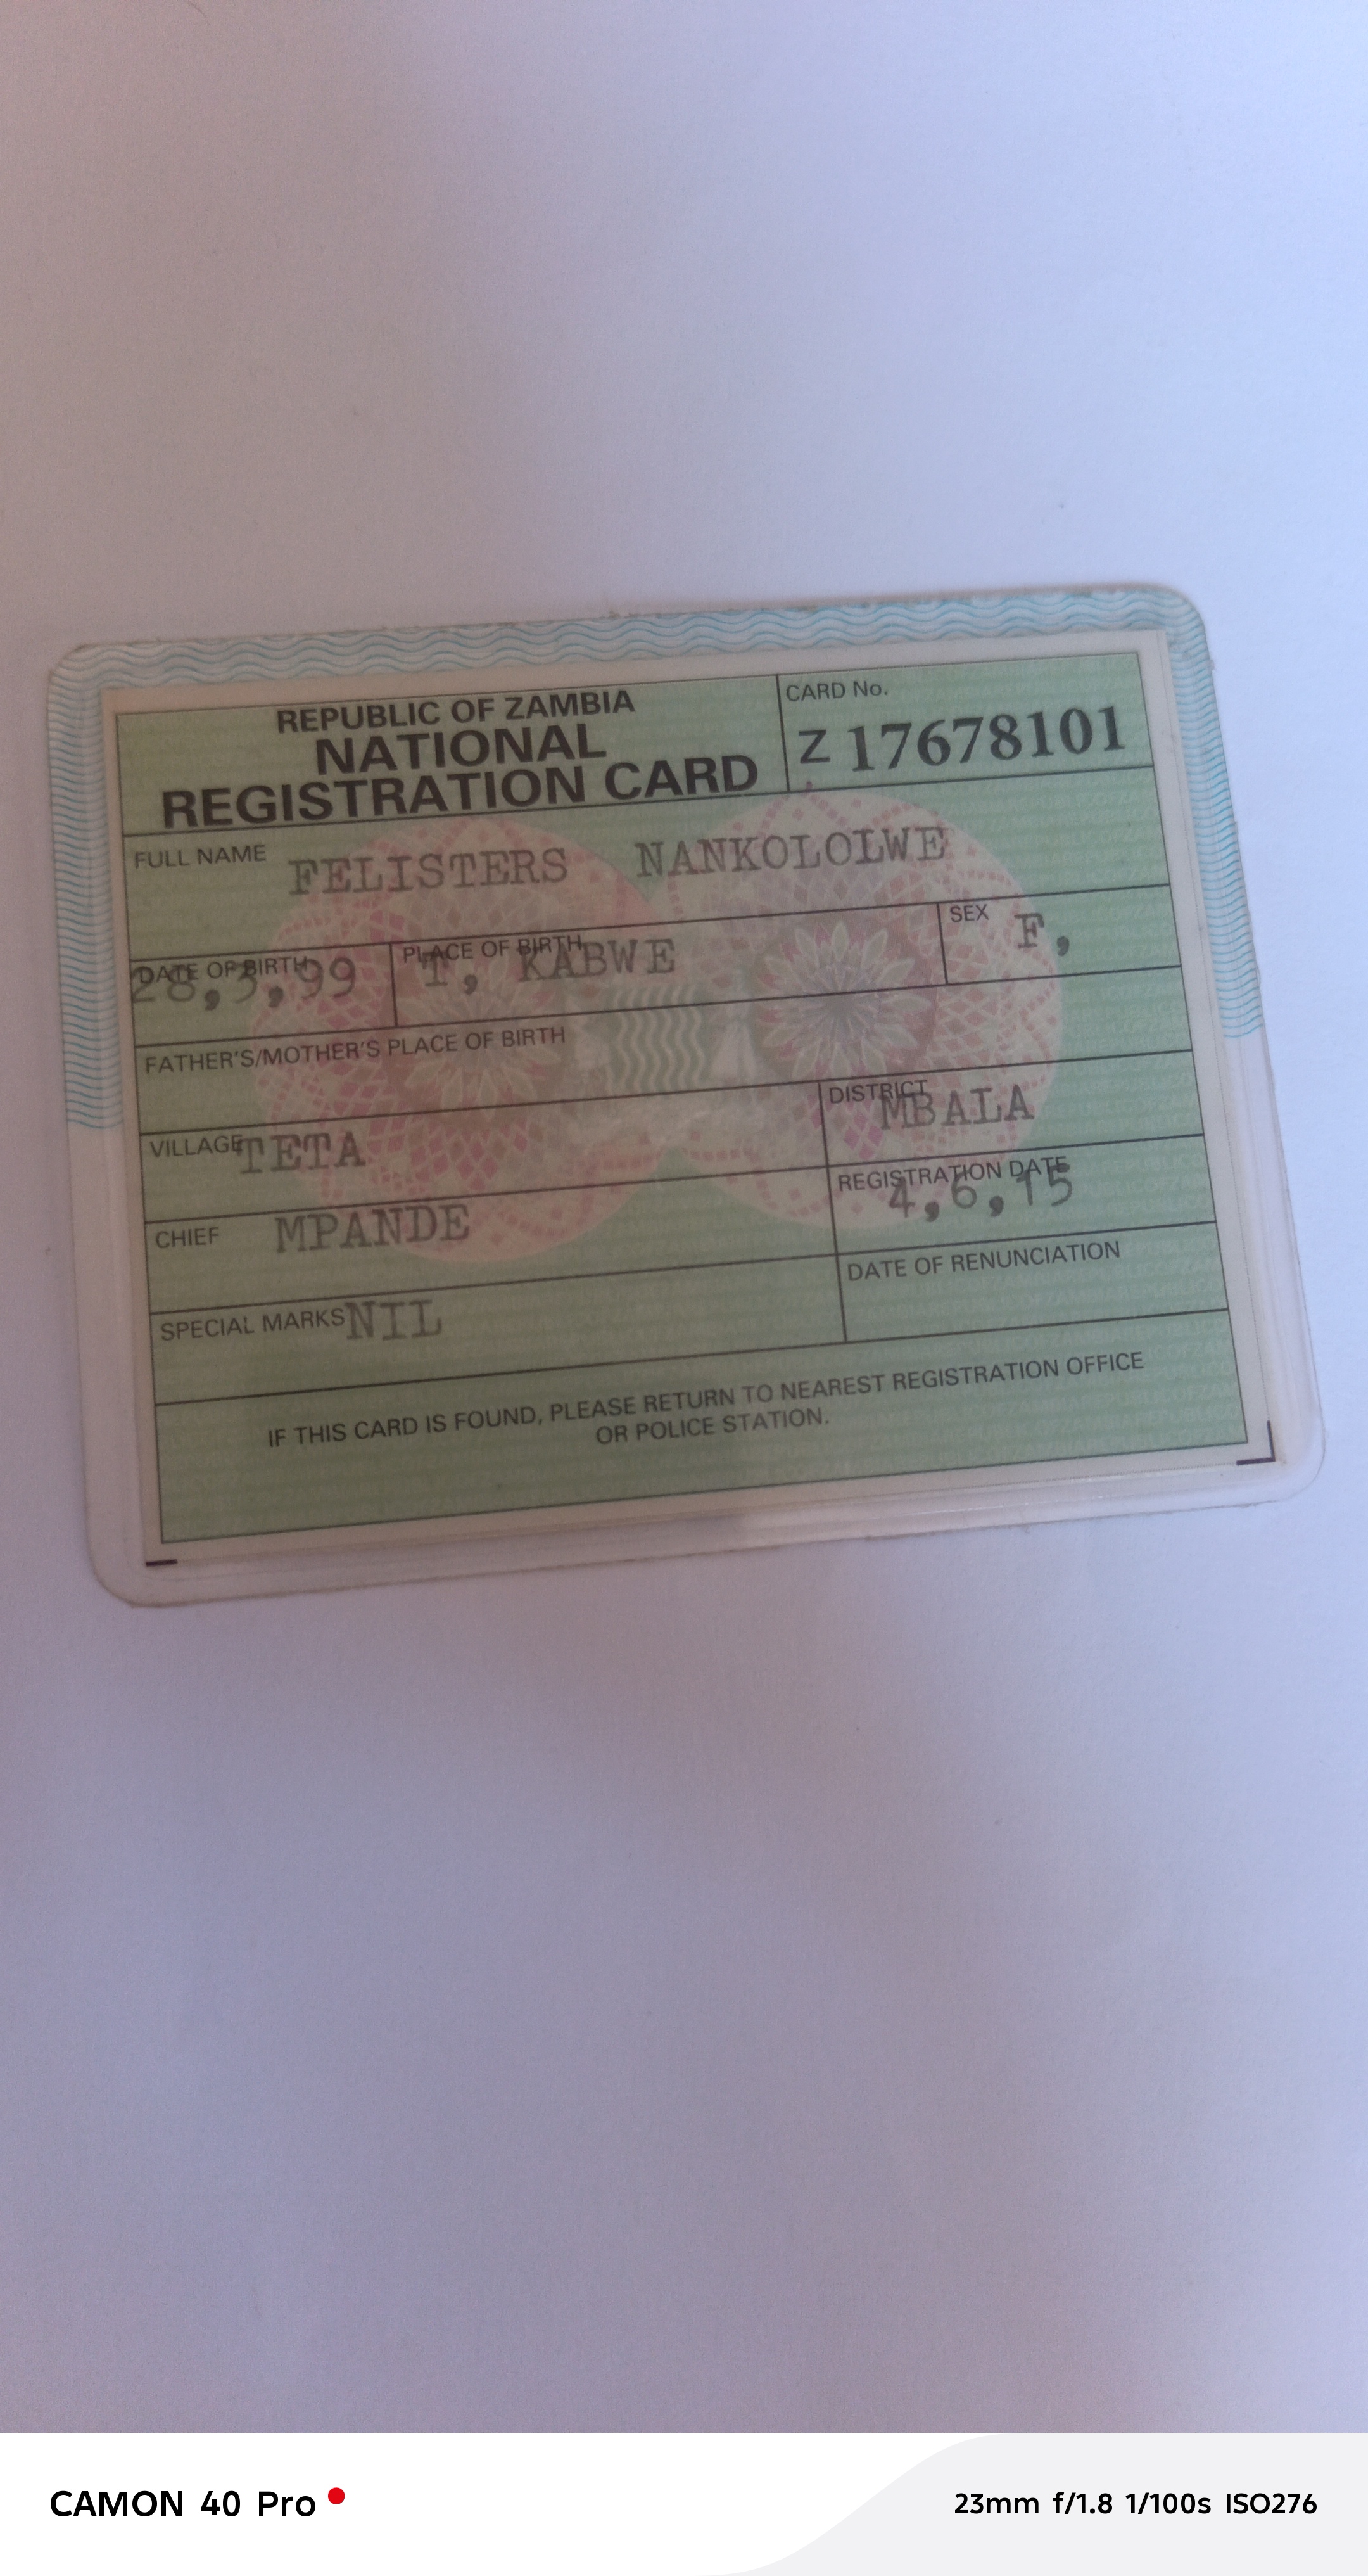 REPUBLIC OF ZAMBIA
NATIONAL
REGISTRATION CARD
CARD No.
Z 17678101
FULL NAME FELISTERS NANKOLOLWE
DATE OF BIRTH 28,3,99
PLACE OF BIRTH T, KABWE
SEX F,
FATHER'S/MOTHER'S PLACE OF BIRTH
VILLAGE TETA
DISTRICT MBALA
CHIEF MPANDE
REGISTRATION DATE 4,6,15
SPECIAL MARKS NIL
DATE OF RENUNCIATION
IF THIS CARD IS FOUND, PLEASE RETURN TO NEAREST REGISTRATION OFFICE
OR POLICE STATION.
CAMON 40 Pro
23mm f/1.8 1/100s ISO276